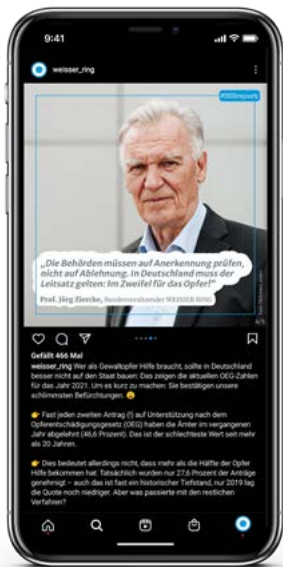 9:41
weisser_ring
#OEGreport
„Die Behörden müssen auf Anerkennung prüfen,
nicht auf Ablehnung. In Deutschland muss der
Leitsatz gelten: Im Zweifel für das Opfer!“
Prof. Jörg Ziercke, Bundesvorsitzender WEISSER RING
4/5
Gefällt 466 Mal
weisser_ring Wer als Gewaltopfer Hilfe braucht, sollte in Deutschland
besser nicht auf den Staat bauen: Das zeigen die aktuellen OEG-Zahlen
für das Jahr 2021. Um es kurz zu machen: Sie bestätigen unsere
schlimmsten Befürchtungen. 😩
👉 Fast jeden zweiten Antrag (!) auf Unterstützung nach dem
Opferentschädigungsgesetz (OEG) haben die Ämter im vergangenen
Jahr abgelehnt (46,6 Prozent). Das ist der schlechteste Wert seit mehr
als 20 Jahren.
👉 Dies bedeutet allerdings nicht, dass mehr als die Hälfte der Opfer
Hilfe bekommen hat. Tatsächlich wurden nur 27,6 Prozent der Anträge
genehmigt – auch das ist fast ein historischer Tiefstand, nur 2019 lag
die Quote noch niedriger. Aber was passierte mit den restlichen
Verfahren?